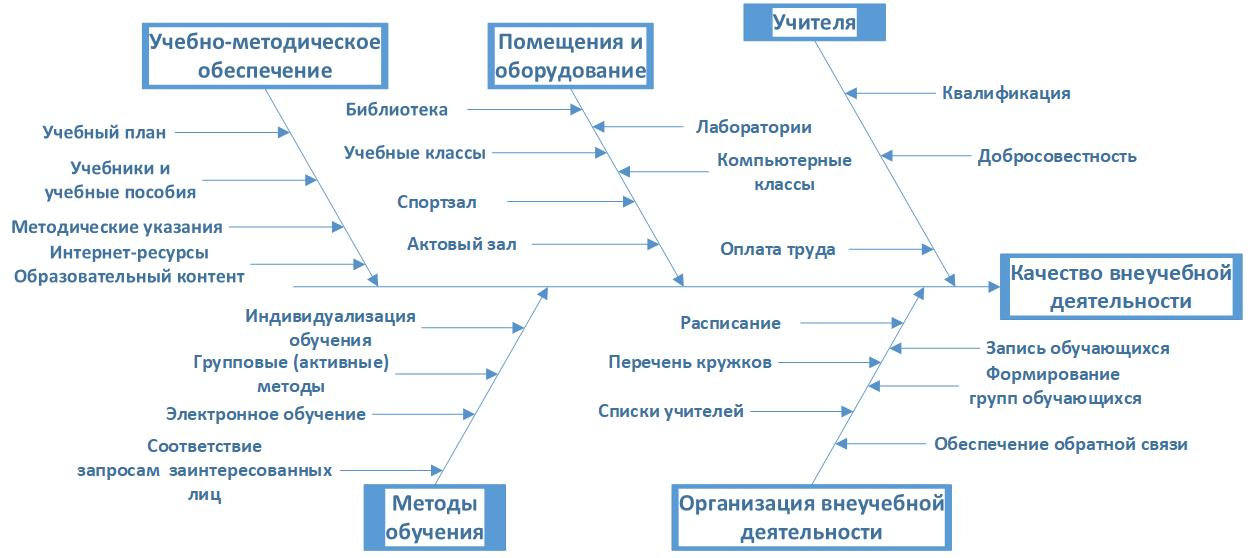 Учебно-методическое
обеспечение
Помещения и
оборудование
Учителя
Учебный план
Учебники и
учебные пособия
Методические указания
Интернет-ресурсы
Образовательный контент
Библиотека
Лаборатории
Учебные классы
Компьютерные
классы
Спортзал
Актовый зал
Квалификация
Добросовестность
Оплата труда
Качество внеучебной
деятельности
Индивидуализация
обучения
Групповые (активные)
методы
Электронное обучение
Соответствие
запросам заинтересованных
лиц
Методы
обучения
Расписание
Запись обучающихся
Перечень кружков
Формирование
групп обучающихся
Списки учителей
Обеспечение обратной связи
Организация внеучебной
деятельности